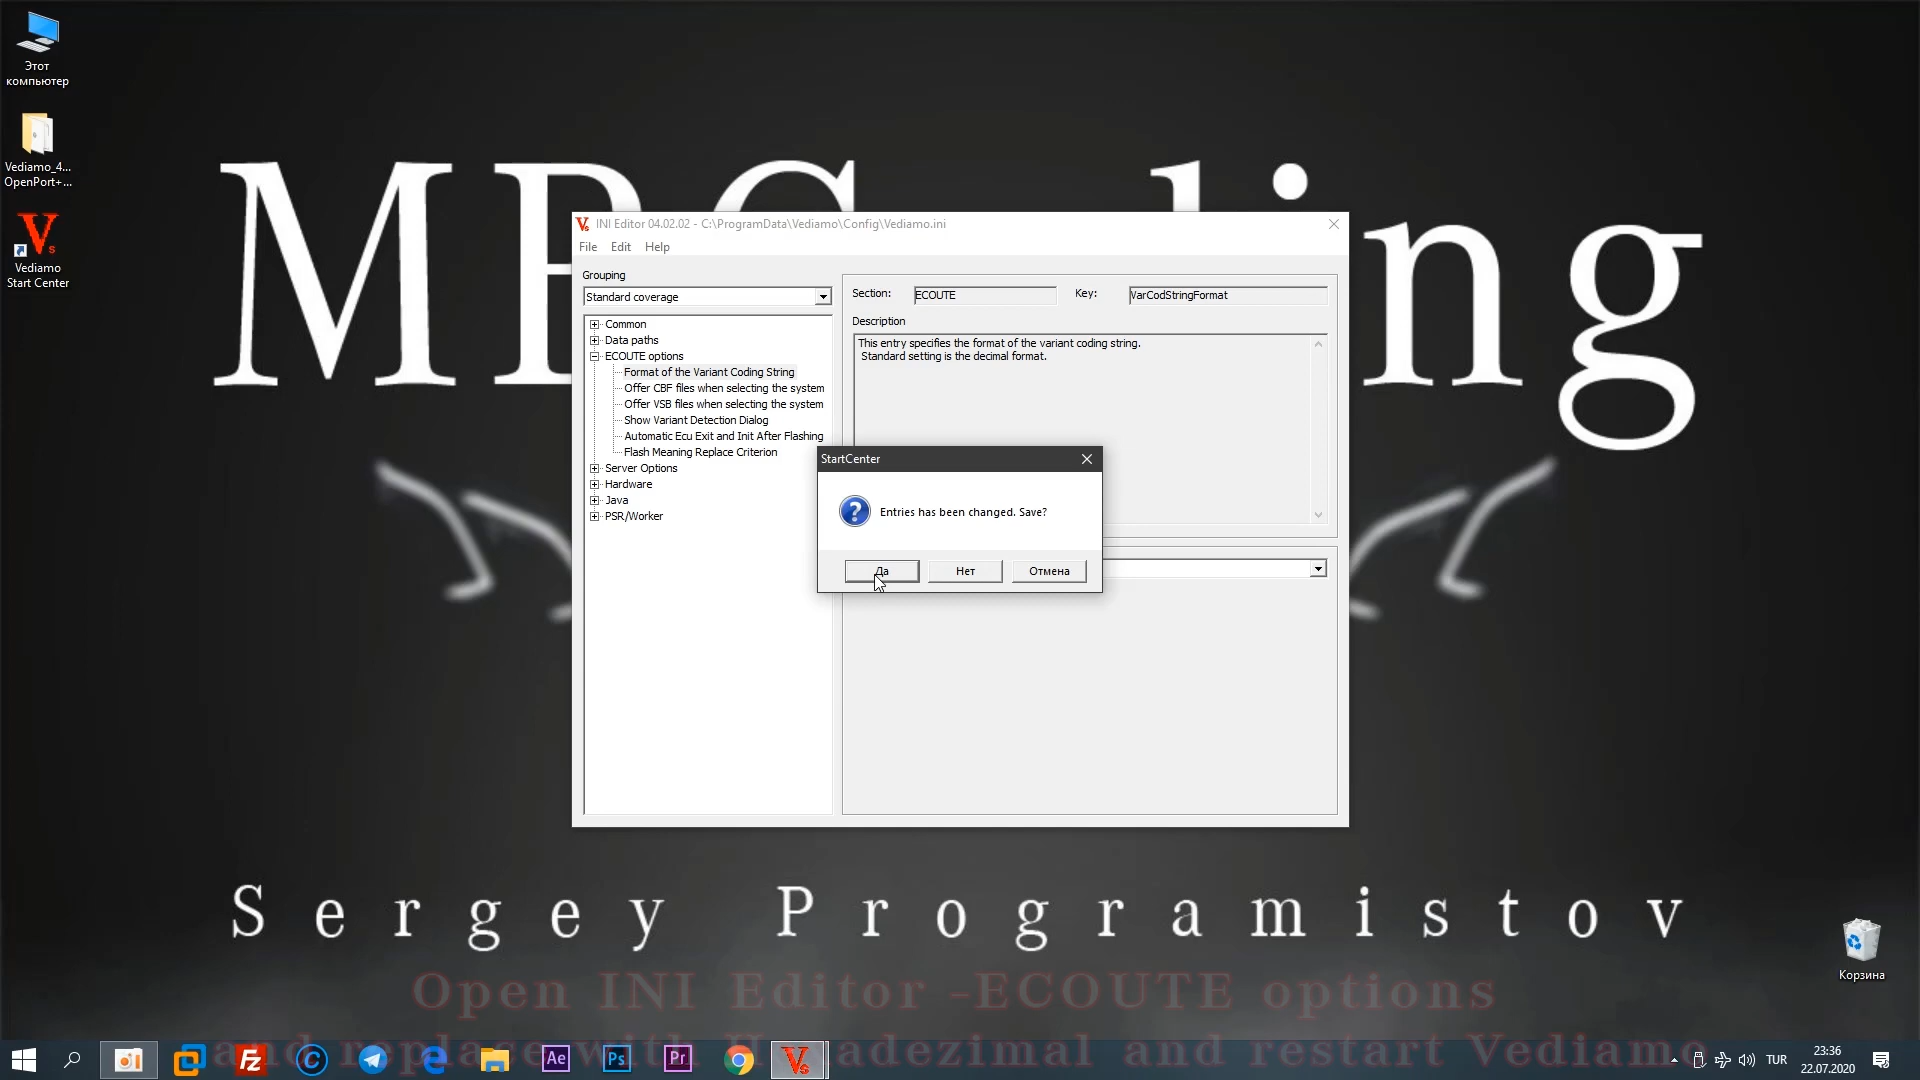 Этот
компьютер
Vediamo_4...
OpenPort+...
Vediamo
Start Center
INI Editor 04.02.02 - C:\ProgramData\Vediamo\Config\Vediamo.ini
File Edit Help
Grouping
Standard coverage
Common
Data paths
ECOUTE options
Format of the Variant Coding String
Offer CBF files when selecting the system
Offer VSB files when selecting the system
Show Variant Detection Dialog
Automatic Ecu Exit and Init After Flashing
Flash Meaning Replace Criterion
Server Options
Hardware
Java
PSR/Worker
Section: ECOUTE Key: VarCodStringFormat
Description
This entry specifies the format of the variant coding string.
Standard setting is the decimal format.
StartCenter
Entries has been changed. Save?
Да Нет Отмена
Sergey Programistov
Корзина
Open INI Editor -ECOUTE options
and replace with adezimal and restart Vediamo
Ae Ps Pr
TUR
23:36
22.07.2020